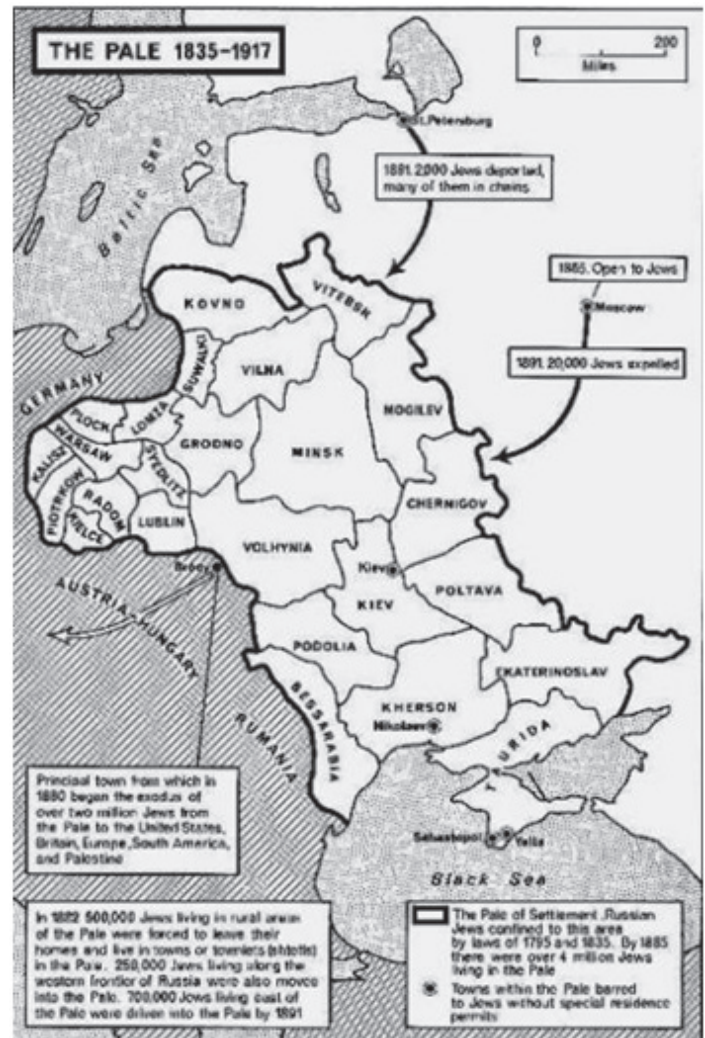 THE PALE 1835-1917
0 200
Miles
St. Petersburg
1891. 2,000 Jews deported,
many of them in chains
Baltic Sea
1865. Open to Jews
Moscow
1891. 20,000 Jews expelled
KOVNO
VITEBSK
SUWALKI
VILNA
MOGILEV
GERMANY
PLOCK
LOMZA
GRODNO
MINSK
WARSAW
KALISZ
SYEDLITZ
PIOTRKOW
RADOM
KIELCE
LUBLIN
CHERNIGOV
VOLHYNIA
Kiev
KIEV
POLTAVA
Brody
AUSTRIA-HUNGARY
PODOLIA
EKATERINOSLAV
BESSARABIA
KHERSON
Nikolaev
TAURIDA
RUMANIA
Sebastopol
Yalta
Black Sea
Principal town from which in
1880 began the exodus of
over two million Jews from
the Pale to the United States,
Britain, Europe, South America,
and Palestine
In 1882 500,000 Jews living in rural areas
of the Pale were forced to leave their
homes and live in towns or townlets (shtetls)
in the Pale. 250,000 Jews living along the
western frontier of Russia were also moved
into the Pale. 700,000 Jews living east of
the Pale were driven into the Pale by 1891
The Pale of Settlement. Russian
Jews confined to this area
by laws of 1795 and 1835. By 1885
there were over 4 million Jews
living in the Pale
Towns within the Pale barred
to Jews without special residence
permits